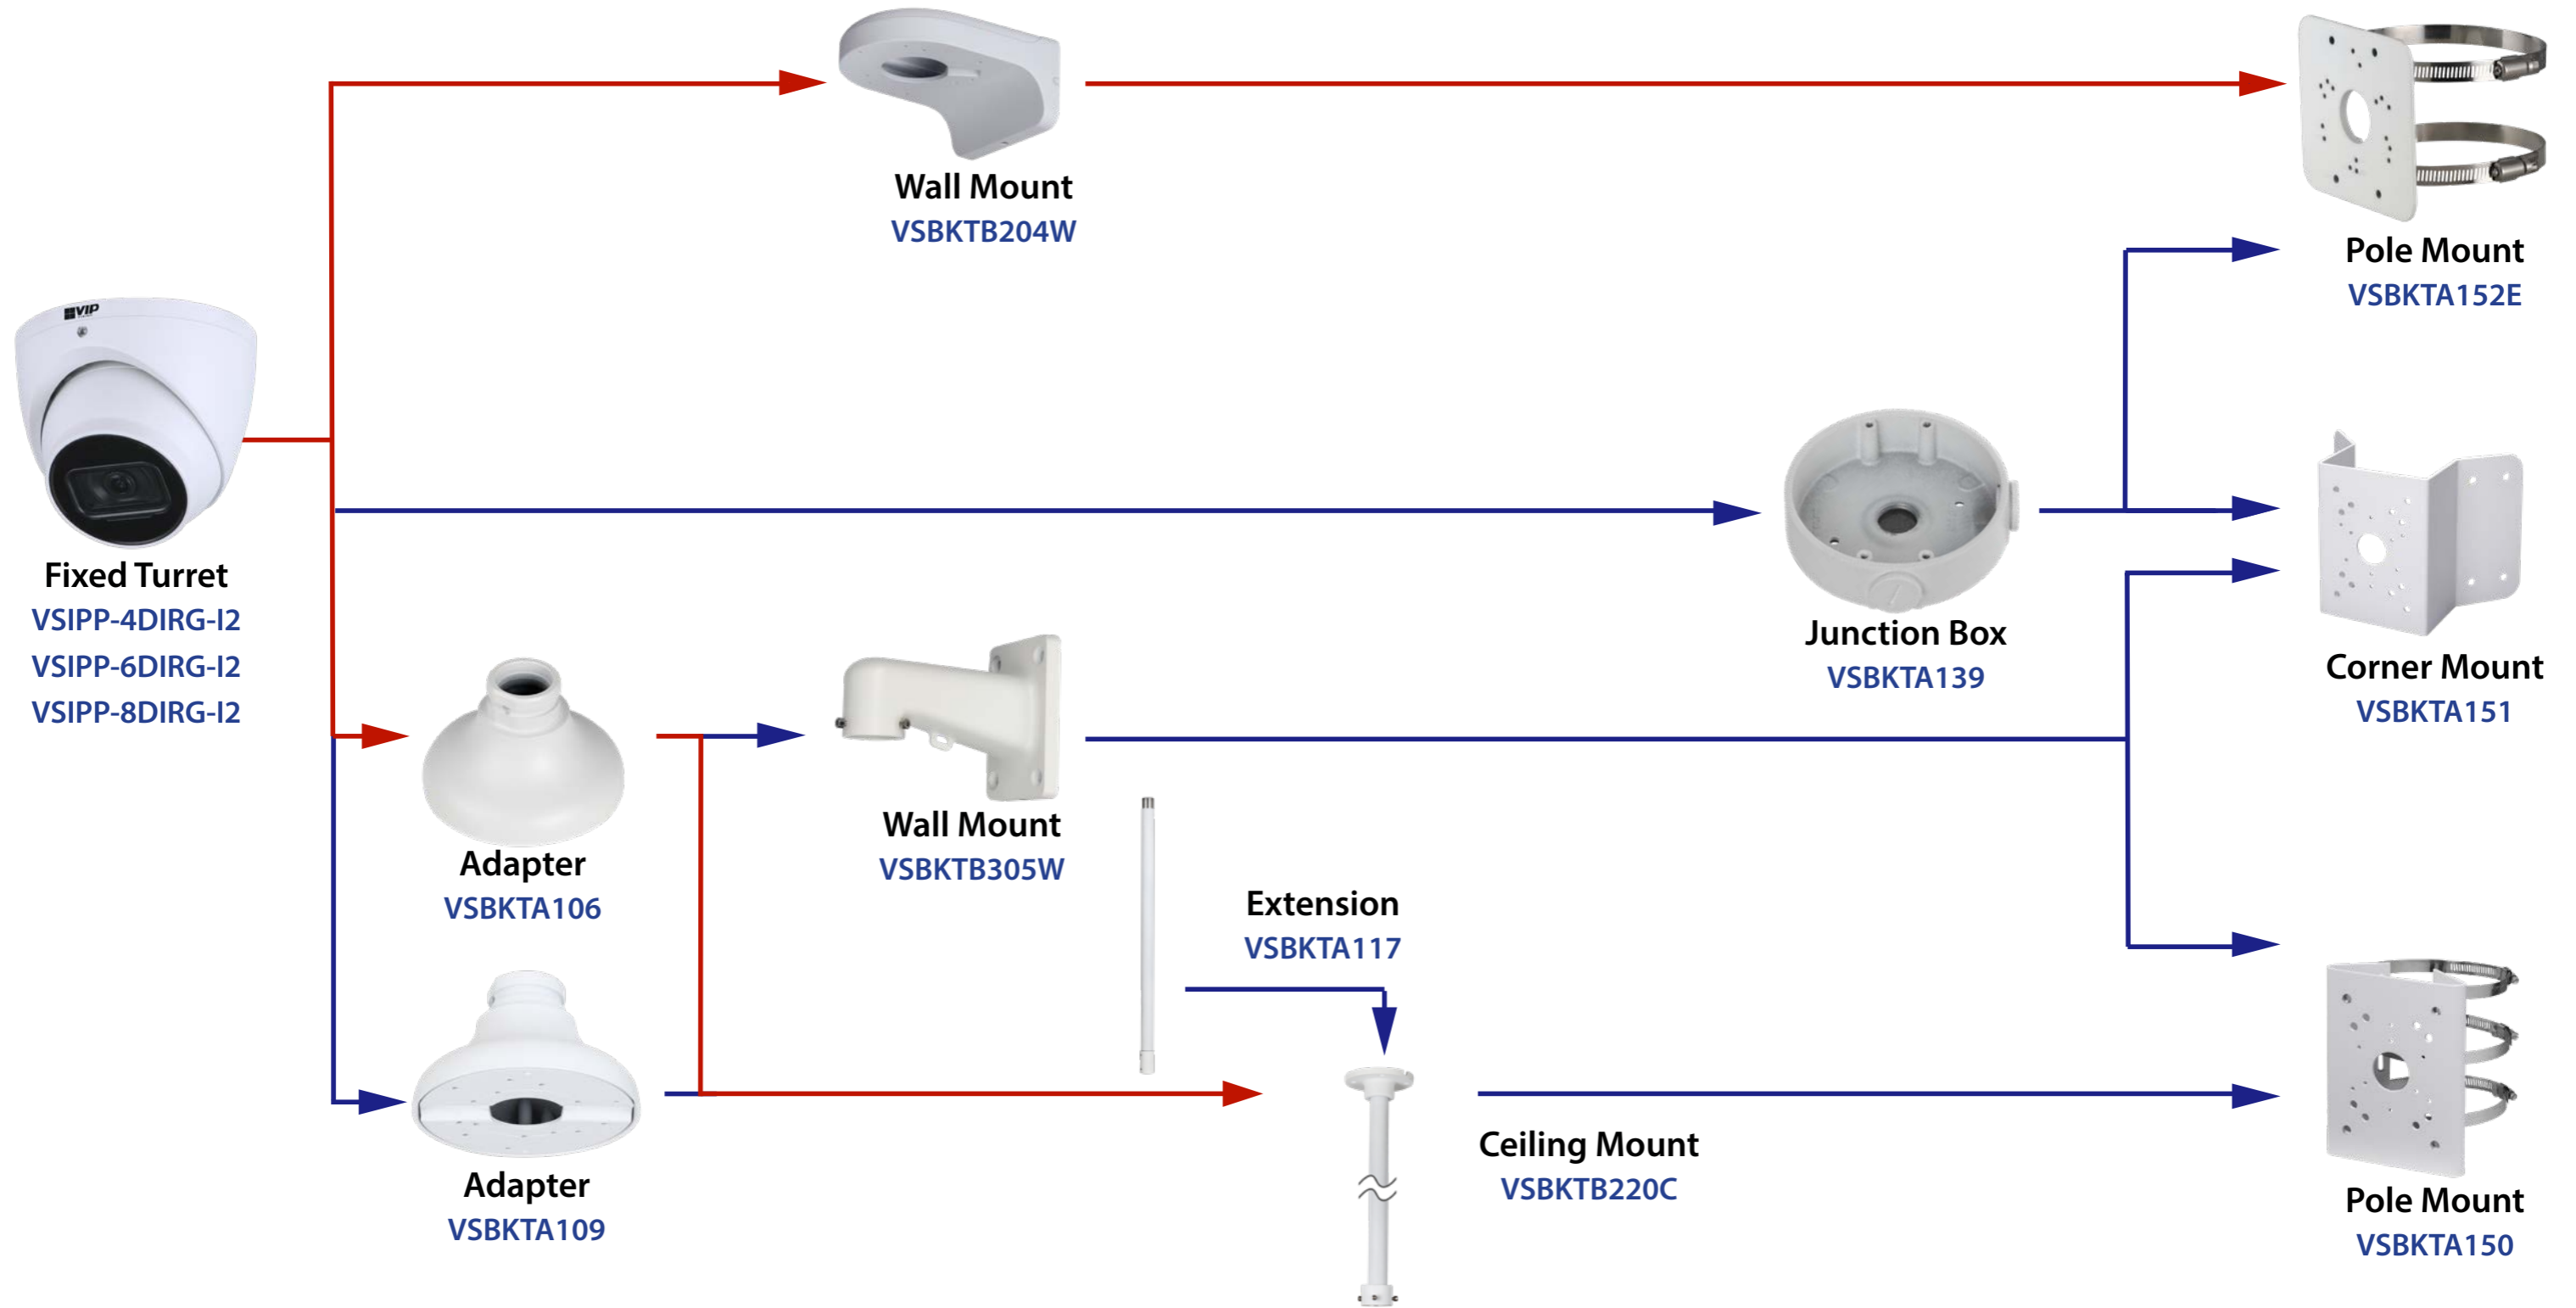 Wall Mount
VSBKTB204W
Pole Mount
VSBKTA152E
VIP
Fixed Turret
VSIPP-4DIRG-I2
VSIPP-6DIRG-I2
VSIPP-8DIRG-I2
Junction Box
VSBKTA139
Corner Mount
VSBKTA151
Adapter
VSBKTA106
Wall Mount
VSBKTB305W
Extension
VSBKTA117
Adapter
VSBKTA109
Ceiling Mount
VSBKTB220C
Pole Mount
VSBKTA150